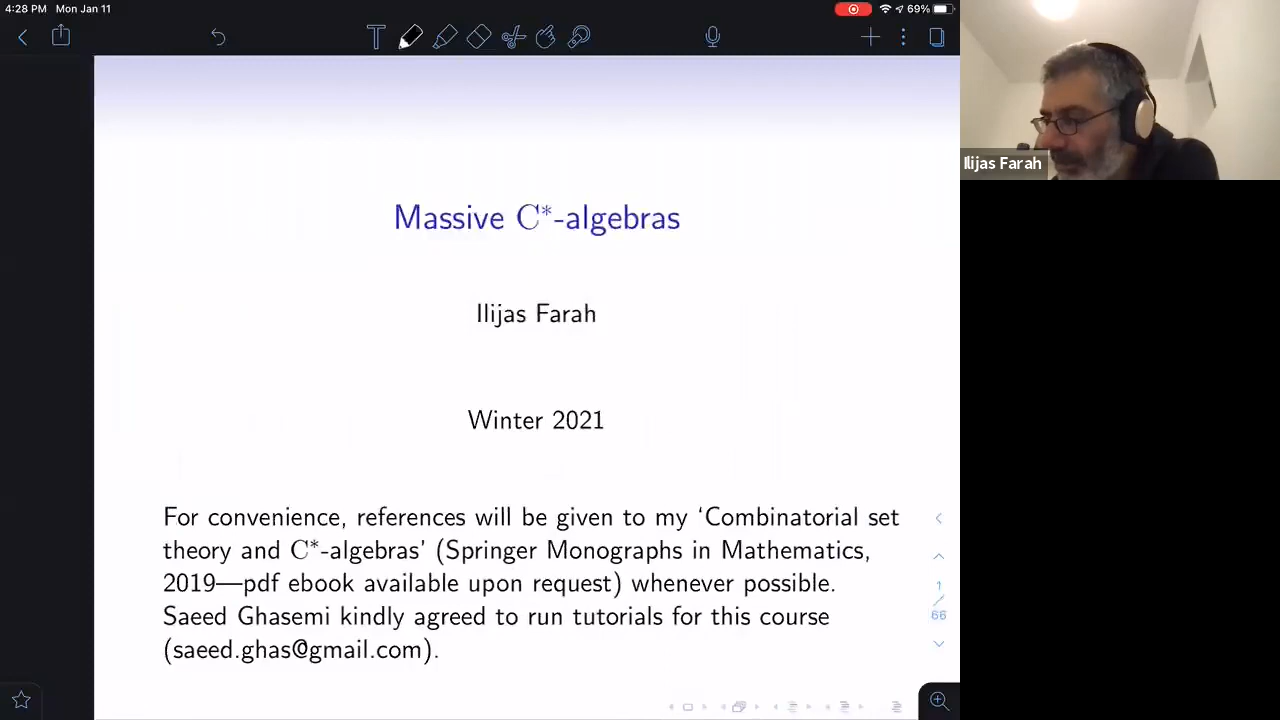 4:28 PM Mon Jan 11
69%
T
Massive C*-algebras
Ilijas Farah
Winter 2021
For convenience, references will be given to my ‘Combinatorial set
theory and C*-algebras’ (Springer Monographs in Mathematics,
2019—pdf ebook available upon request) whenever possible.
Saeed Ghasemi kindly agreed to run tutorials for this course
(saeed.ghas@gmail.com).
1
/
66
Ilijas Farah